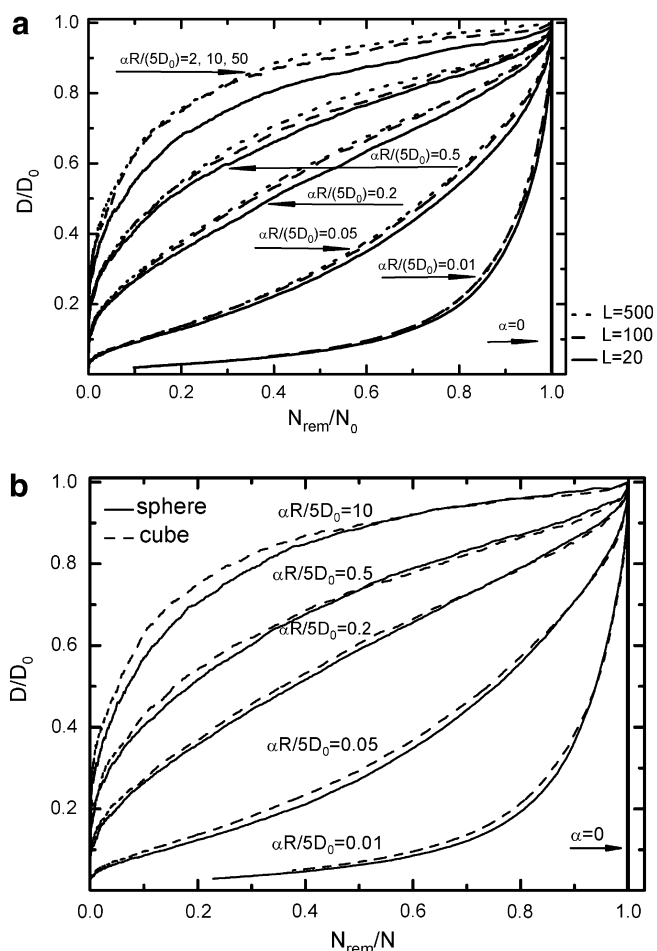 a
1.0
0.8
0.6
0.4
0.2
D/D₀
αR/(5D₀)=2, 10, 50
αR/(5D₀)=0.5
αR/(5D₀)=0.2
αR/(5D₀)=0.05
αR/(5D₀)=0.01
α=0
L=500
L=100
L=20
0.0 0.2 0.4 0.6 0.8 1.0
N_rem/N₀
b
1.0
0.8
0.6
0.4
0.2
D/D₀
sphere
cube
αR/5D₀=10
αR/5D₀=0.5
αR/5D₀=0.2
αR/5D₀=0.05
αR/5D₀=0.01
α=0
0.0 0.2 0.4 0.6 0.8 1.0
N_rem/N